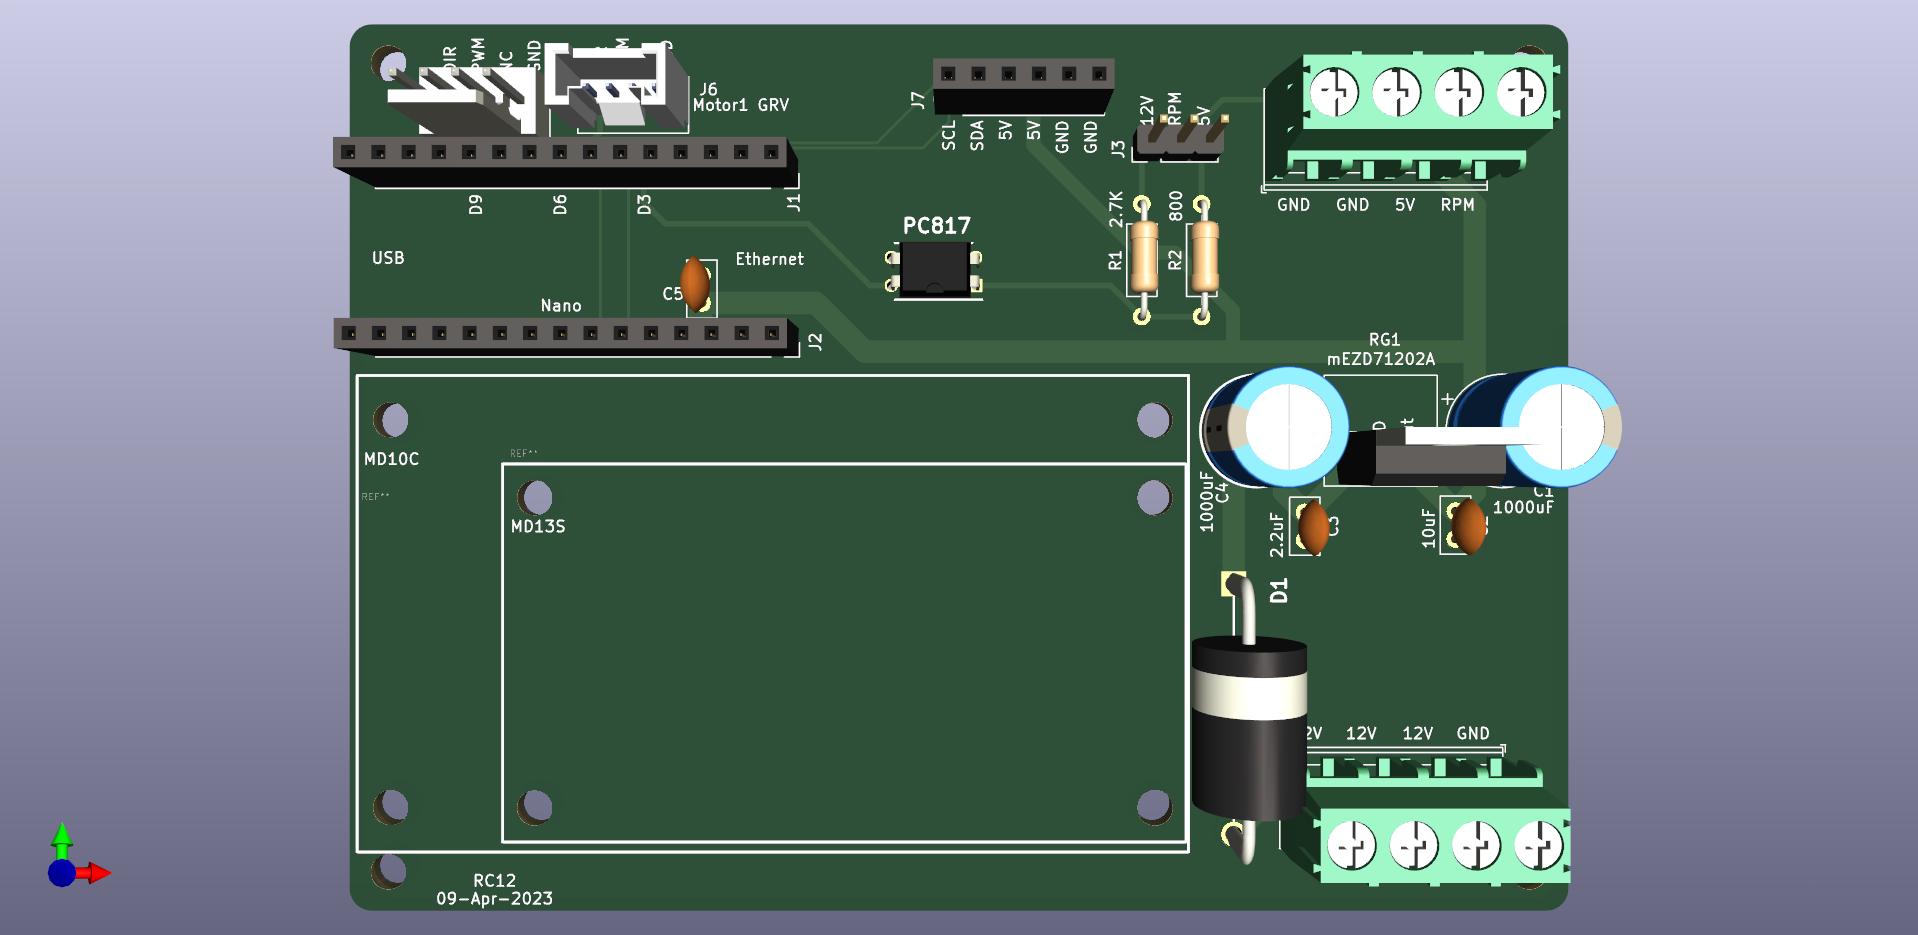 DIR
PWM
NC
GND
J6
Motor1 GRV
J7
SCL
SDA
5V
5V
GND
GND
12V
RPM
5V
J3
GND
GND
5V
RPM
D9
D6
D3
J1
2.7K
800
R1
R2
PC817
USB
Ethernet
C5
Nano
J2
RG1
mEZD71202A
+
MD10C
REF**
REF**
MD13S
1000uF
C4
2.2uF
C3
10uF
C1
1000uF
D1
12V
12V
GND
RC12
09-Apr-2023